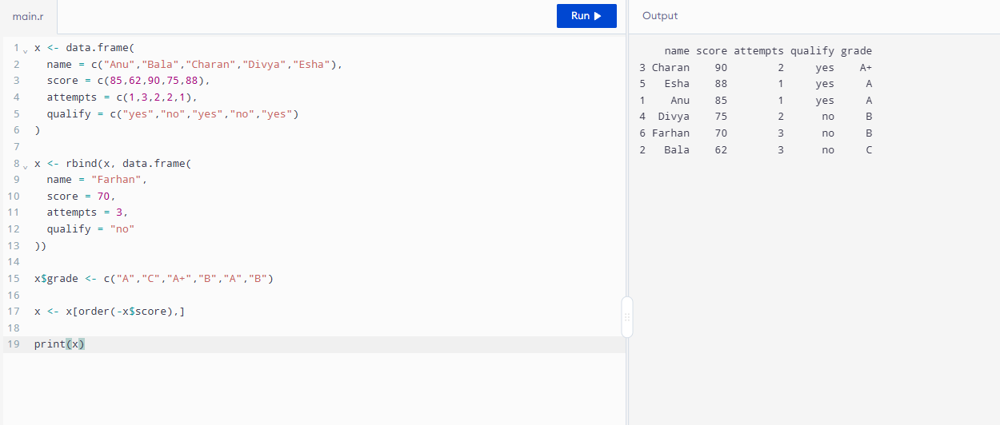 main.r
Run
1 x <- data.frame(
2   name = c("Anu","Bala","Charan","Divya","Esha"),
3   score = c(85,62,90,75,88),
4   attempts = c(1,3,2,2,1),
5   qualify = c("yes","no","yes","no","yes")
6 )
7
8 x <- rbind(x, data.frame(
9   name = "Farhan",
10   score = 70,
11   attempts = 3,
12   qualify = "no"
13 ))
14
15 x$grade <- c("A","C","A+","B","A","B")
16
17 x <- x[order(-x$score),]
18
19 print(x)
Output
    name score attempts qualify grade
3 Charan    90        2     yes    A+
5   Esha    88        1     yes     A
1    Anu    85        1     yes     A
4  Divya    75        2      no     B
6 Farhan    70        3      no     B
2   Bala    62        3      no     C